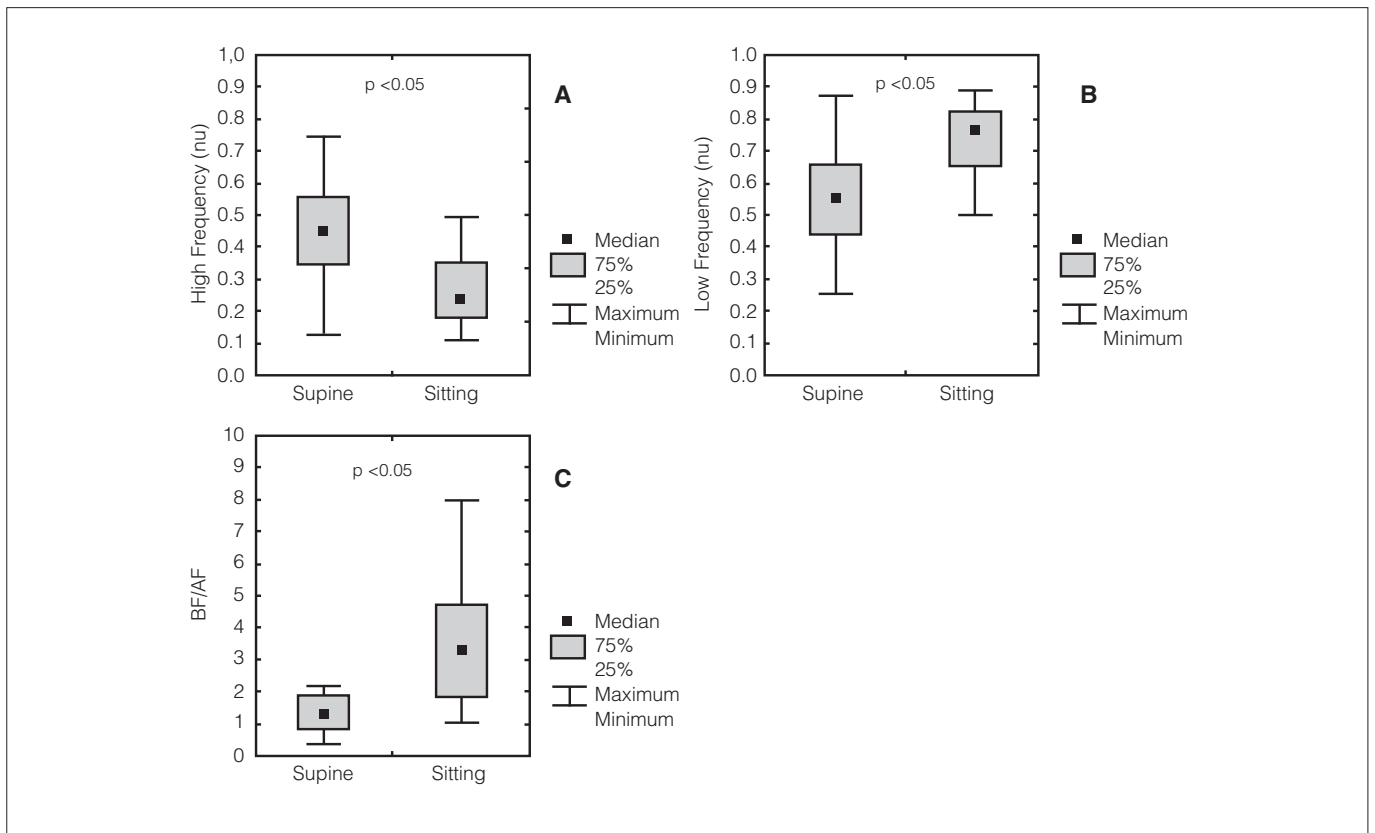 High Frequency (nu)
1,0
0.9
0.8
0.7
0.6
0.5
0.4
0.3
0.2
0.1
0.0
p <0.05
A
Supine Sitting
Median
75%
25%
Maximum
Minimum
Low Frequency (nu)
1.0
0.9
0.8
0.7
0.6
0.5
0.4
0.3
0.2
0.1
0.0
p <0.05
B
Supine Sitting
Median
75%
25%
Maximum
Minimum
BF/AF
10
9
8
7
6
5
4
3
2
1
0
p <0.05
C
Supine Sitting
Median
75%
25%
Maximum
Minimum